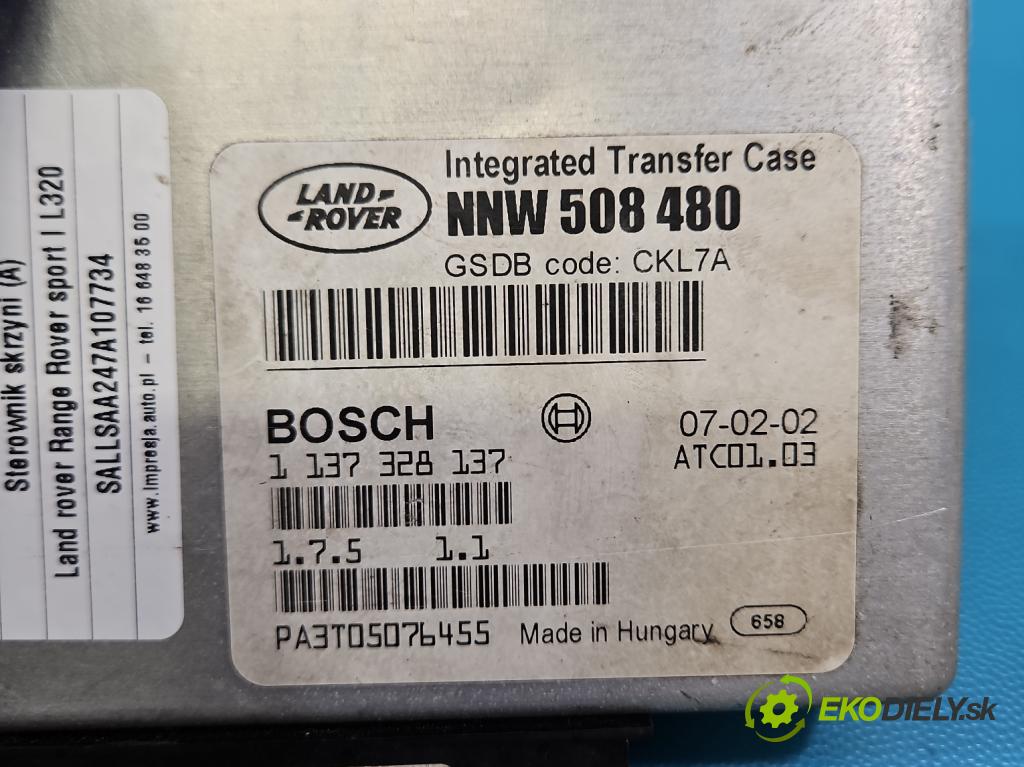 Sterownik skrzyni (A)
Land rover Range Rover sport I L320
SALLSAA247A107734
www.impresja.auto.pl - tel. 16 648 35 00
LAND-
-ROVER
Integrated Transfer Case
NNW 508 480
GSDB code: CKL7A
BOSCH
07-02-02
1 137 328 137
ATC01.03
1.7.5 1.1
PA3T05076455
Made in Hungary
658
EKODIELY.sk